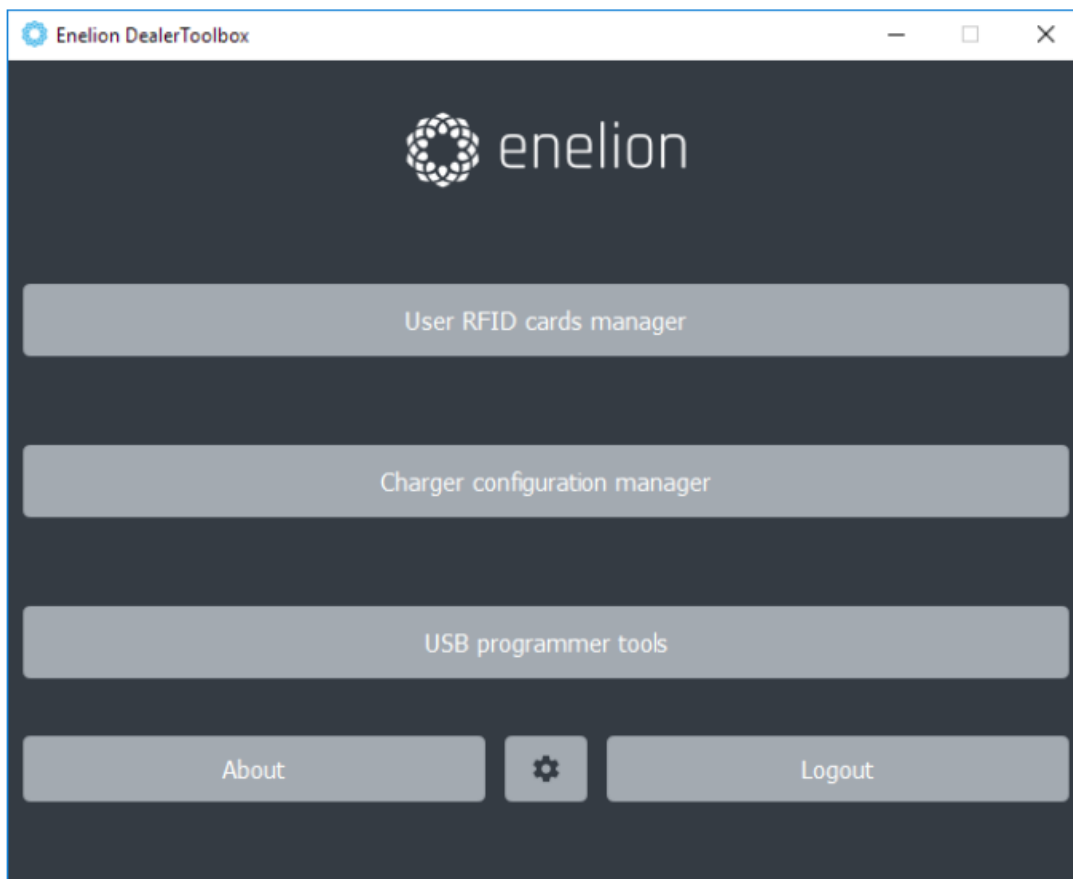 Enelion DealerToolbox
enelion
User RFID cards manager
Charger configuration manager
USB programmer tools
About
Logout